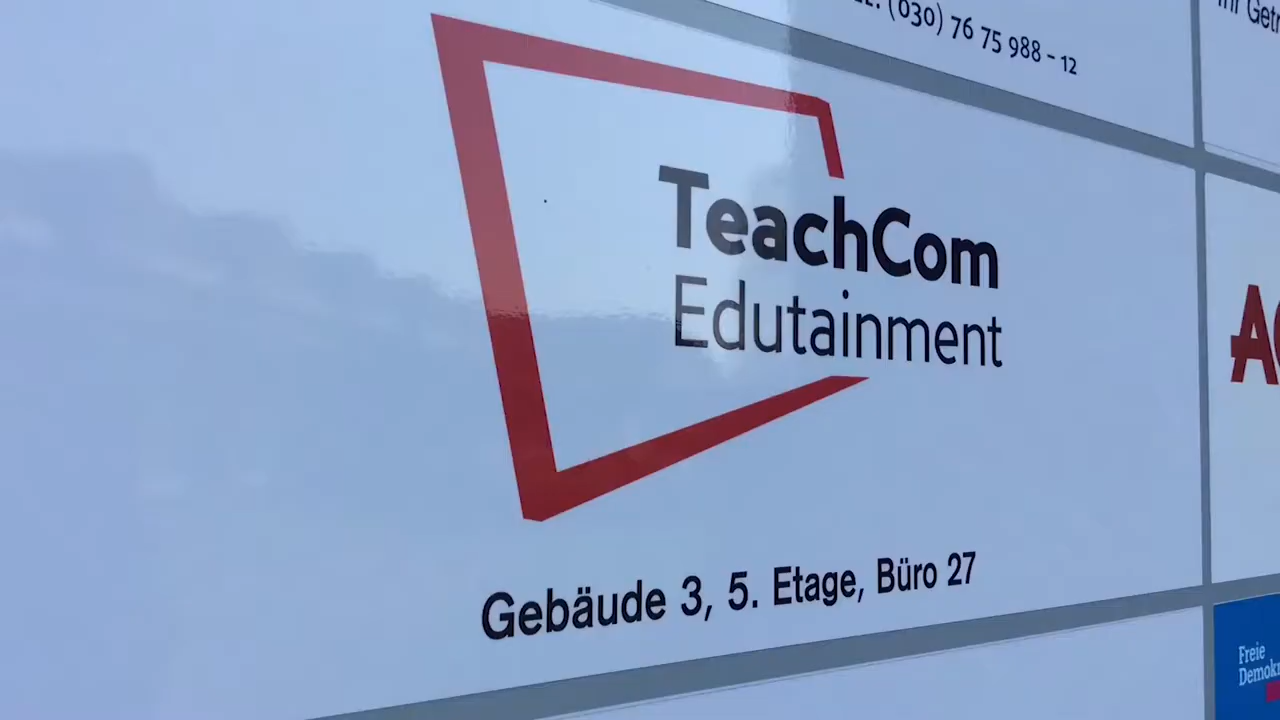 (030) 76 75 988 - 12
TeachCom
Edutainment
Gebäude 3, 5. Etage, Büro 27
Freie